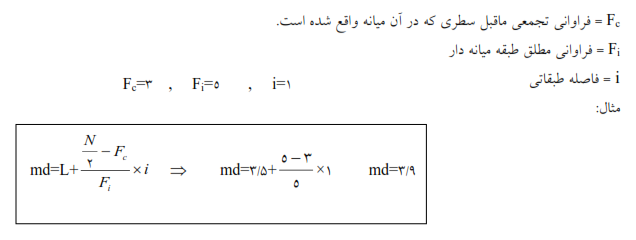 F꜀ = فراوانی تجمعی ماقبل سطری که در آن میانه واقع شده است.
Fᵢ = فراوانی مطلق طبقه میانه دار
i = فاصله طبقاتی
F꜀=۳ , Fᵢ=۵ , i=۱
مثال:
md=L+(N/۲ − F꜀)/Fᵢ ×i ⇒ md=۳/۵+(۵−۳)/۵ ×۱ md=۳/۹